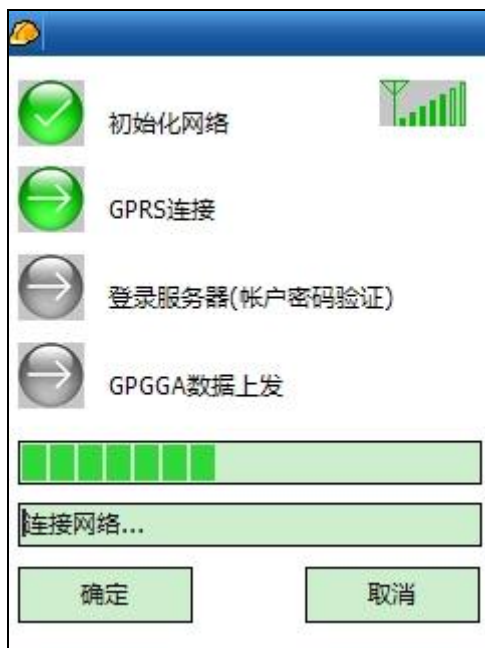 初始化网络
GPRS连接
登录服务器(帐户密码验证)
GPGGA数据上发
连接网络...
确定
取消